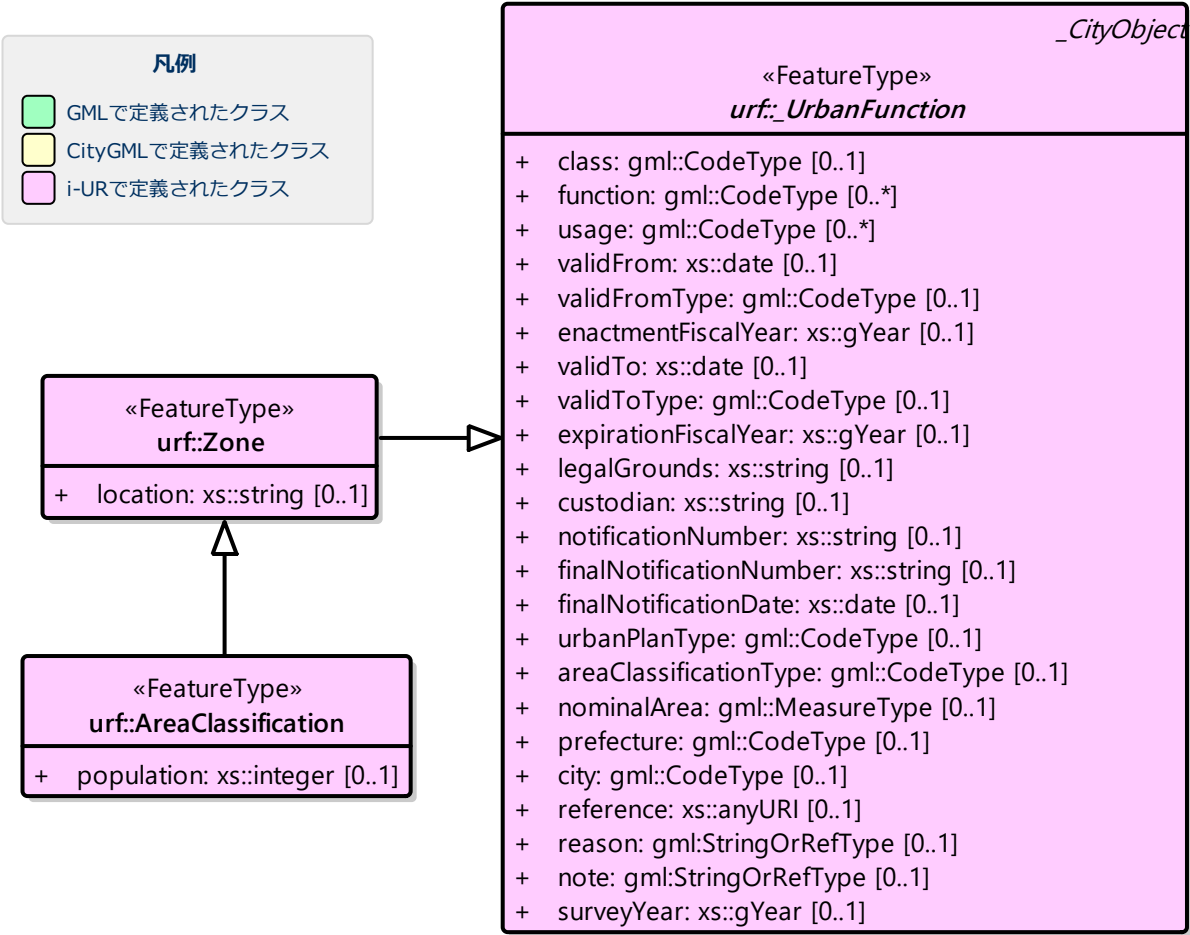 凡例
GMLで定義されたクラス
CityGMLで定義されたクラス
i-URで定義されたクラス
_CityObject
«FeatureType»
urf::_UrbanFunction
+ class: gml::CodeType [0..1]
+ function: gml::CodeType [0..*]
+ usage: gml::CodeType [0..*]
+ validFrom: xs::date [0..1]
+ validFromType: gml::CodeType [0..1]
+ enactmentFiscalYear: xs::gYear [0..1]
+ validTo: xs::date [0..1]
+ validToType: gml::CodeType [0..1]
+ expirationFiscalYear: xs::gYear [0..1]
+ legalGrounds: xs::string [0..1]
+ custodian: xs::string [0..1]
+ notificationNumber: xs::string [0..1]
+ finalNotificationNumber: xs::string [0..1]
+ finalNotificationDate: xs::date [0..1]
+ urbanPlanType: gml::CodeType [0..1]
+ areaClassificationType: gml::CodeType [0..1]
+ nominalArea: gml::MeasureType [0..1]
+ prefecture: gml::CodeType [0..1]
+ city: gml::CodeType [0..1]
+ reference: xs::anyURI [0..1]
+ reason: gml:StringOrRefType [0..1]
+ note: gml:StringOrRefType [0..1]
+ surveyYear: xs::gYear [0..1]
«FeatureType»
urf::Zone
+ location: xs::string [0..1]
«FeatureType»
urf::AreaClassification
+ population: xs::integer [0..1]